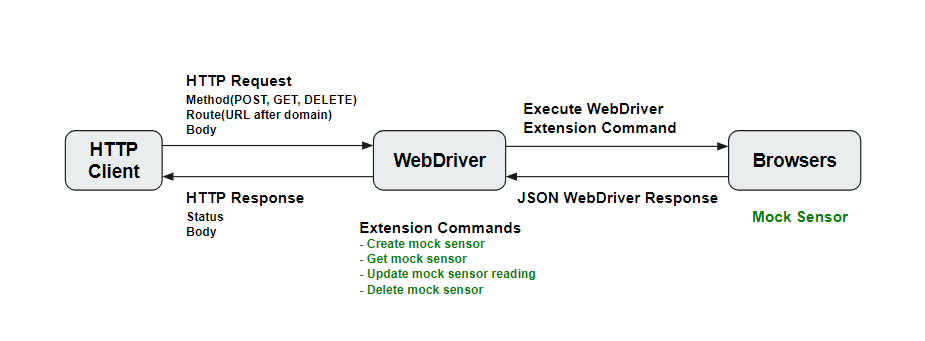 HTTP Request
Method(POST, GET, DELETE)
Route(URL after domain)
Body
HTTP
Client
HTTP Response
Status
Body
WebDriver
Extension Commands
- Create mock sensor
- Get mock sensor
- Update mock sensor reading
- Delete mock sensor
Execute WebDriver
Extension Command
JSON WebDriver Response
Browsers
Mock Sensor